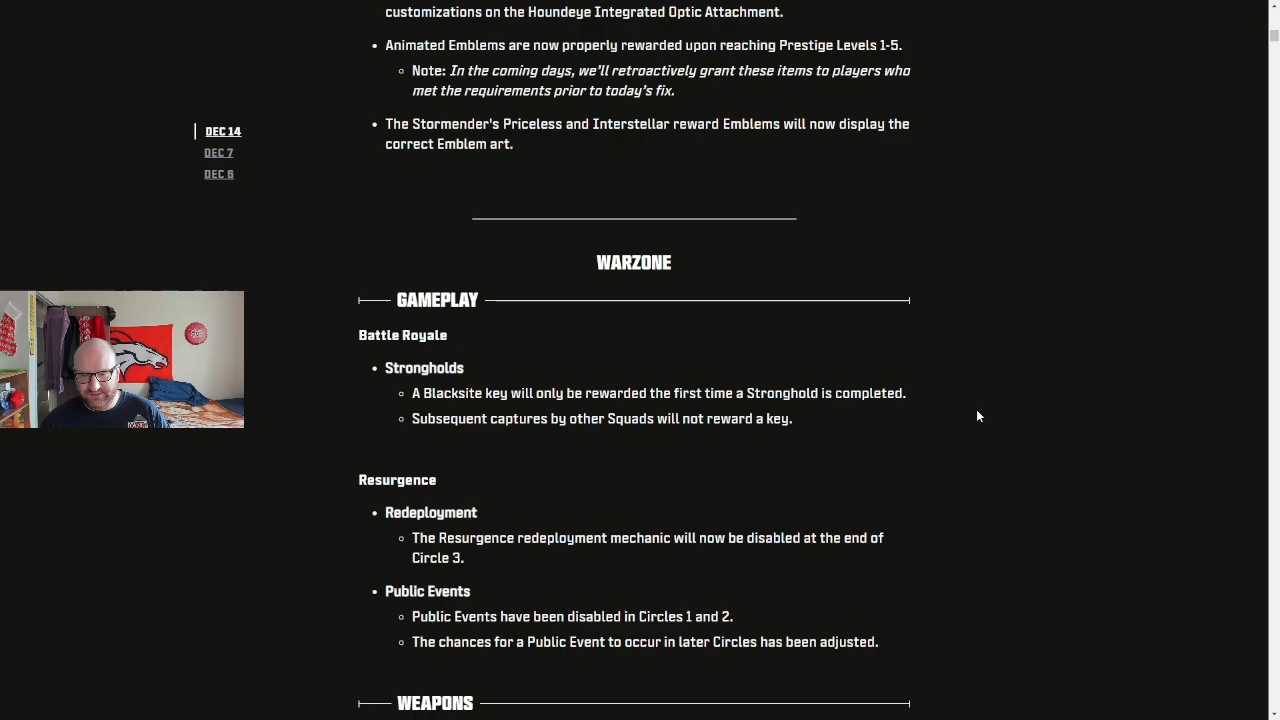 customizations on the Houndeye Integrated Optic Attachment.
Animated Emblems are now properly rewarded upon reaching Prestige Levels 1-5.
Note: In the coming days, we'll retroactively grant these items to players who
met the requirements prior to today's fix.
The Stormender's Priceless and Interstellar reward Emblems will now display the
correct Emblem art.
DEC 14
DEC 7
DEC 6
WARZONE
GAMEPLAY
Battle Royale
Strongholds
A Blacksite key will only be rewarded the first time a Stronghold is completed.
Subsequent captures by other Squads will not reward a key.
Resurgence
Redeployment
The Resurgence redeployment mechanic will now be disabled at the end of
Circle 3.
Public Events
Public Events have been disabled in Circles 1 and 2.
The chances for a Public Event to occur in later Circles has been adjusted.
WEAPONS